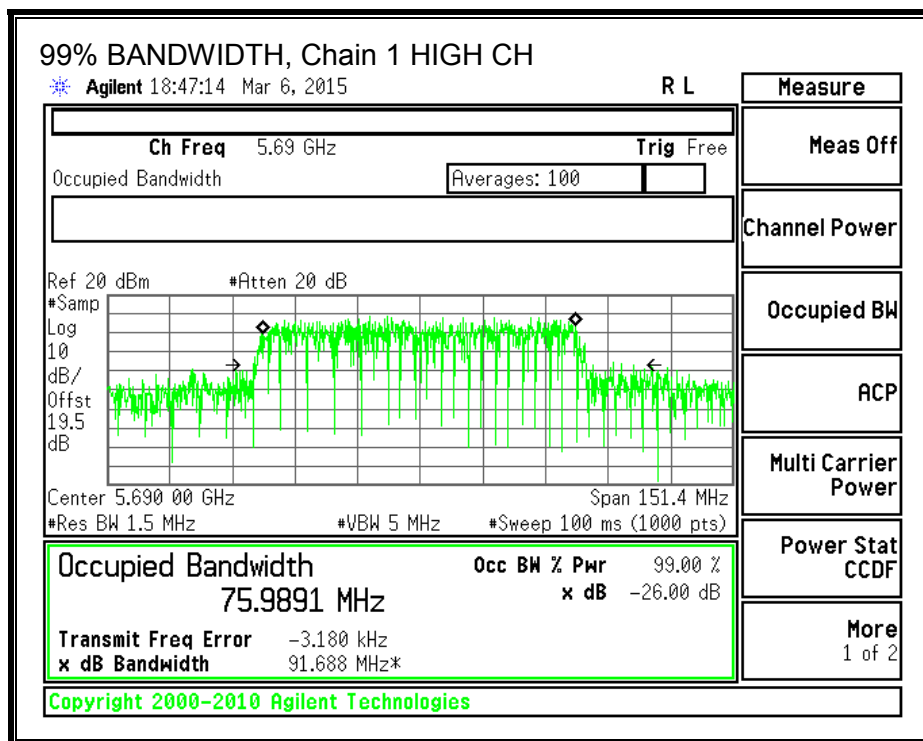 99% BANDWIDTH, Chain 1 HIGH CH
Agilent 18:47:14 Mar 6, 2015 R L
Measure
Ch Freq 5.69 GHz Trig Free
Occupied Bandwidth Averages: 100
Meas Off
Channel Power
Occupied BW
ACP
Multi Carrier
Power
Power Stat
CCDF
More
1 of 2
Ref 20 dBm #Atten 20 dB
#Samp
Log
10
dB/
Offst
19.5
dB
Center 5.690 00 GHz Span 151.4 MHz
#Res BW 1.5 MHz #VBW 5 MHz #Sweep 100 ms (1000 pts)
Occupied Bandwidth Occ BW % Pwr 99.00 %
75.9891 MHz x dB -26.00 dB
Transmit Freq Error -3.180 kHz
x dB Bandwidth 91.688 MHz*
Copyright 2000-2010 Agilent Technologies